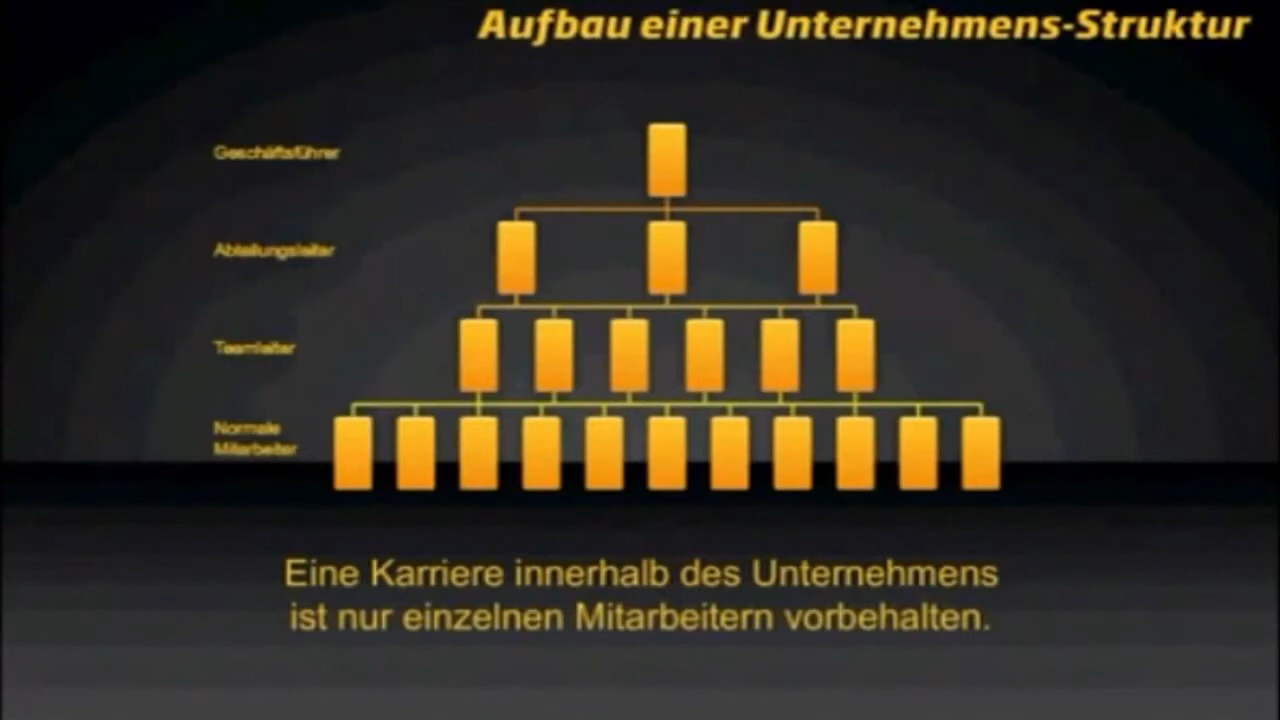 Aufbau einer Unternehmens-Struktur
Geschäftsführer
Abteilungsleiter
Teamleiter
Normale
Mitarbeiter
Eine Karriere innerhalb des Unternehmens
ist nur einzelnen Mitarbeitern vorbehalten.